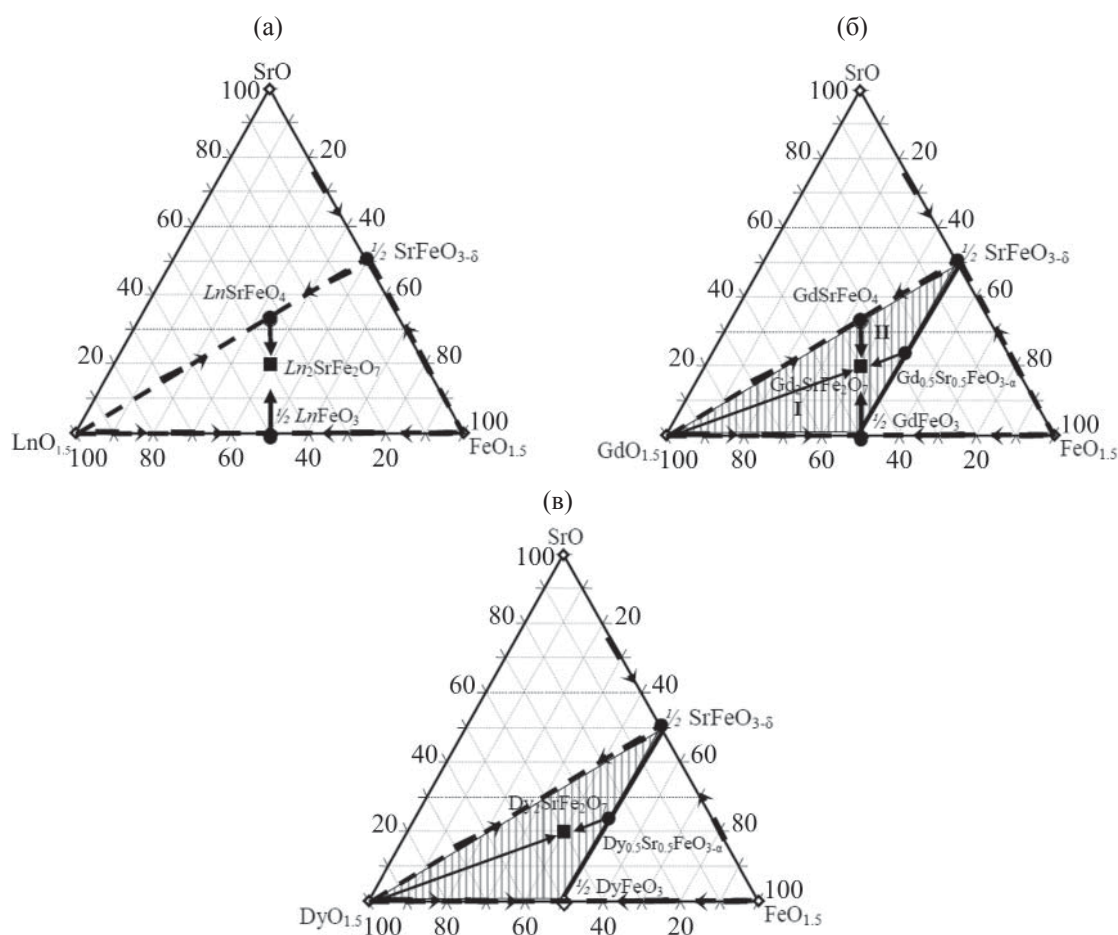 (а)
SrO
100
80
20
60
40
½ SrFeO3-δ
LnSrFeO4
40
60
20
Ln2SrFe2O7
80
½ LnFeO3
100
LnO1.5
FeO1.5
100 80 60 40 20
(б)
SrO
100
80
20
60
40
½ SrFeO3-δ
GdSrFeO4
40
60
II
20
Gd2SrFe2O7
80
Gd0.5Sr0.5FeO3-α
I
½ GdFeO3
100
GdO1.5
FeO1.5
100 80 60 40 20
(в)
SrO
100
80
20
60
40
½ SrFeO3-δ
40
60
Dy2SrFe2O7
20
80
Dy0.5Sr0.5FeO3-α
½ DyFeO3
100
DyO1.5
FeO1.5
100 80 60 40 20